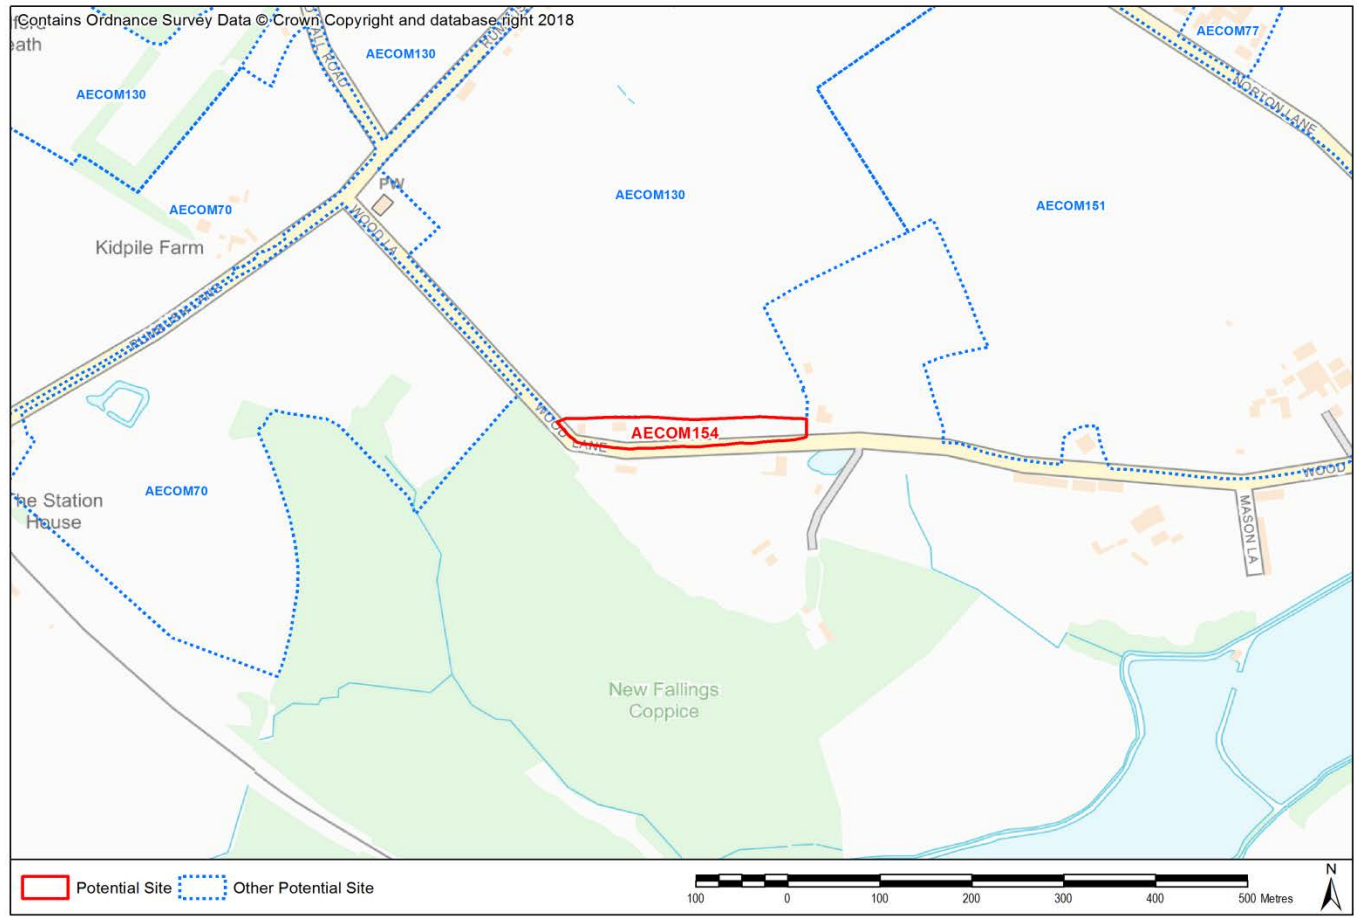 Contains Ordnance Survey Data © Crown Copyright and database right 2018
AECOM130
AECOM77
AECOM130
NORTON LANE
PW
AECOM130
AECOM70
AECOM151
WOOD LA
Kidpile Farm
WOOD LANE
AECOM154
WOOD
AECOM70
The Station
House
MASON LA
New Fallings
Coppice
Potential Site
Other Potential Site
100 0 100 200 300 400 500 Metres
N